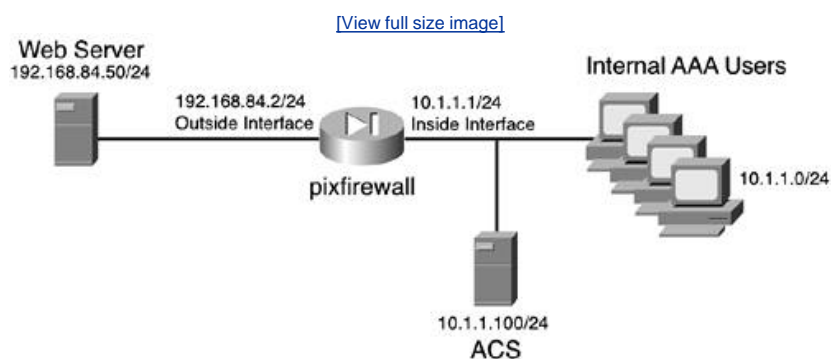 [View full size image]
Web Server
192.168.84.50/24
192.168.84.2/24
Outside Interface
10.1.1.1/24
Inside Interface
Internal AAA Users
pixfirewall
10.1.1.0/24
10.1.1.100/24
ACS